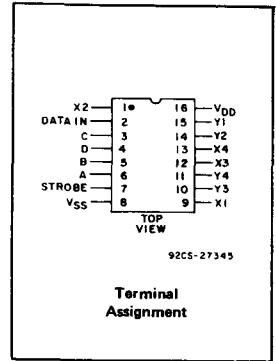 X2 1 16 VDD
DATA IN 2 15 Y1
C 3 14 Y2
D 4 13 X4
B 5 12 X3
A 6 11 Y4
STROBE 7 10 Y3
VSS 8 9 X1
TOP
VIEW
92CS-27345
Terminal
Assignment